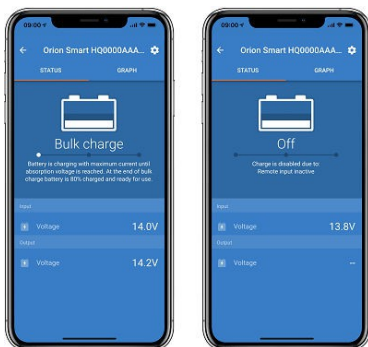 09:00
Orion Smart HQ0000AAA...
STATUS GRAPH
Bulk charge
Battery is charging with maximum current until
absorption voltage is reached. At the end of bulk
charge battery is 80% charged and ready for use.
Input
Voltage 14.0V
Output
Voltage 14.2V
09:00
Orion Smart HQ0000AAA...
STATUS GRAPH
Off
Charge is disabled due to:
Remote input inactive
Input
Voltage 13.8V
Output
Voltage --